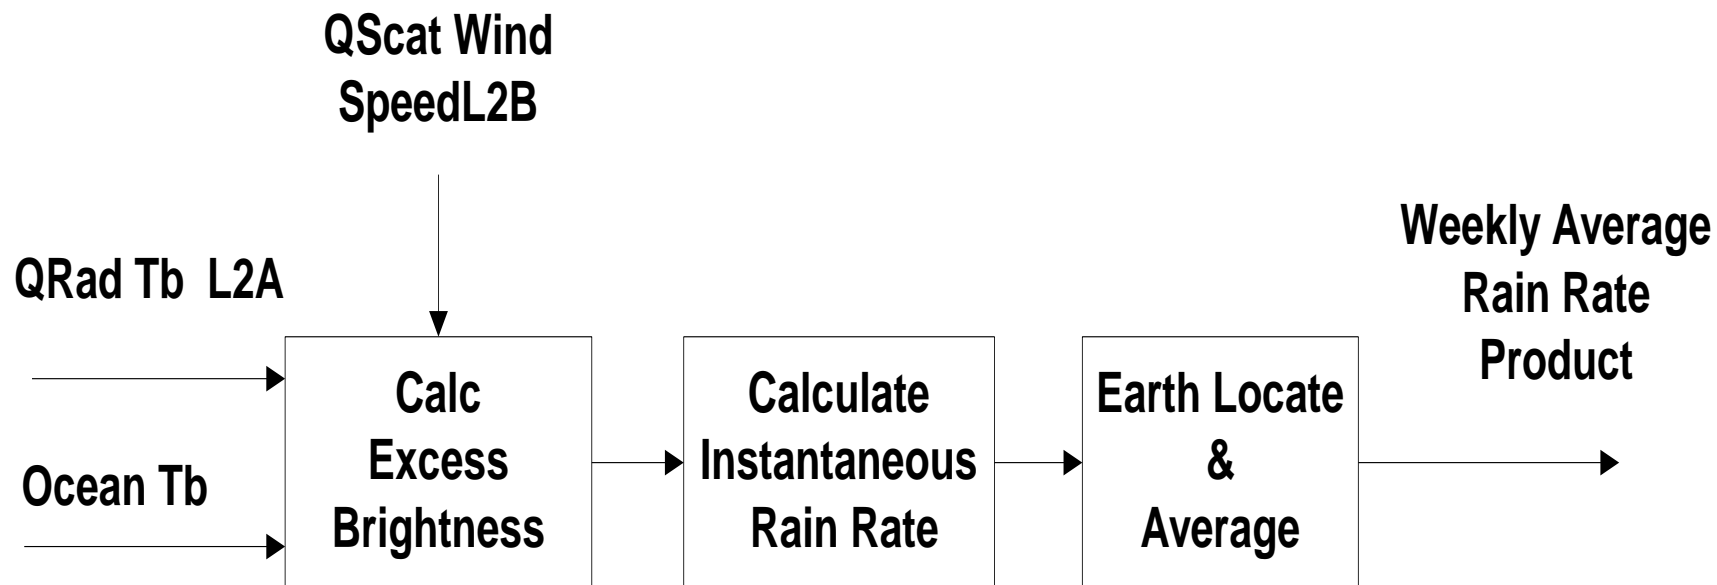 QScat Wind
SpeedL2B
QRad Tb  L2A
Ocean Tb
Calc
Excess
Brightness
Calculate
Instantaneous
Rain Rate
Earth Locate
&
Average
Weekly Average
Rain Rate
Product